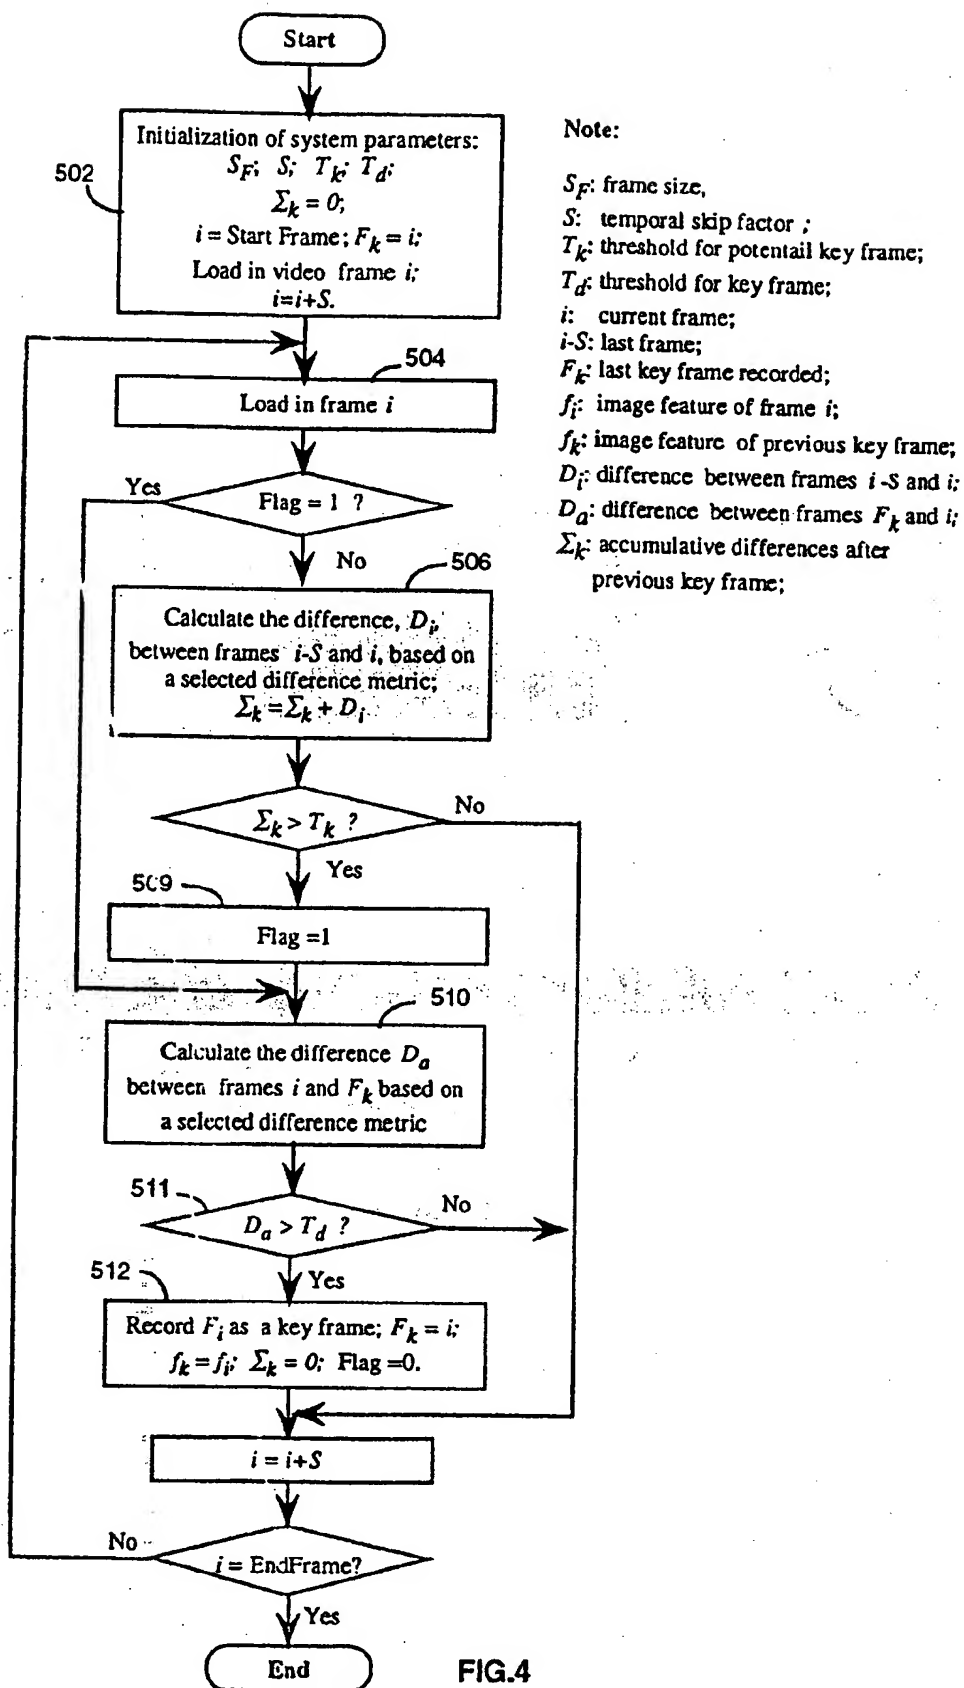 Start
Initialization of system parameters:
S_F; S; T_k; T_d;
Σ_k = 0;
i = Start Frame; F_k = i;
Load in video frame i;
i=i+S.
502
504
Load in frame i
Yes
Flag = 1 ?
No
506
Calculate the difference, D_i,
between frames i-S and i, based on
a selected difference metric;
Σ_k = Σ_k + D_i
Σ_k > T_k ?
No
Yes
509
Flag =1
510
Calculate the difference D_a
between frames i and F_k based on
a selected difference metric
511
D_a > T_d ?
No
Yes
512
Record F_i as a key frame; F_k = i;
f_k = f_i; Σ_k = 0; Flag =0.
i = i+S
No
i = EndFrame?
Yes
End
Note:
S_F: frame size,
S: temporal skip factor ;
T_k: threshold for potentail key frame;
T_d: threshold for key frame;
i: current frame;
i-S: last frame;
F_k: last key frame recorded;
f_i: image feature of frame i;
f_k: image feature of previous key frame;
D_i: difference between frames i -S and i;
D_a: difference between frames F_k and i;
Σ_k: accumulative differences after
previous key frame;
FIG.4